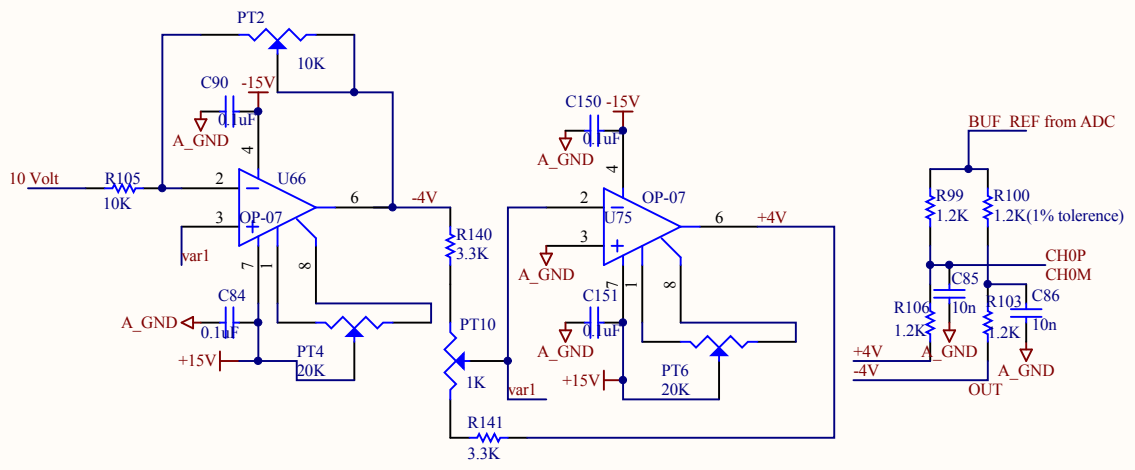 PT2
10K
C90
-15V
0.1uF
A_GND
4
10 Volt
R105
10K
2
3
U66
OP-07
6
-4V
var1
7
1
8
C84
A_GND
0.1uF
+15V
PT4
20K
R140
3.3K
PT10
1K
var1
R141
3.3K
C150
-15V
0.1uF
A_GND
4
2
3
OP-07
U75
6
+4V
A_GND
7
1
8
C151
0.1uF
A_GND
+15V
PT6
20K
BUF_REF from ADC
R99
1.2K
R100
1.2K(1% tolerence)
CH0P
CH0M
C85
10n
R106
1.2K
A_GND
R103
1.2K
C86
10n
A_GND
+4V
-4V
OUT